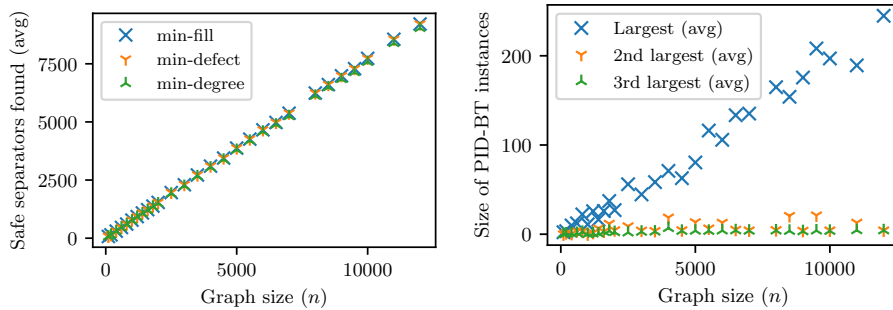 Safe separators found (avg)
7500
5000
2500
0
min-fill
min-defect
min-degree
0
5000
10000
Graph size (n)
Size of PID-BT instances
200
100
0
Largest (avg)
2nd largest (avg)
3rd largest (avg)
0
5000
10000
Graph size (n)